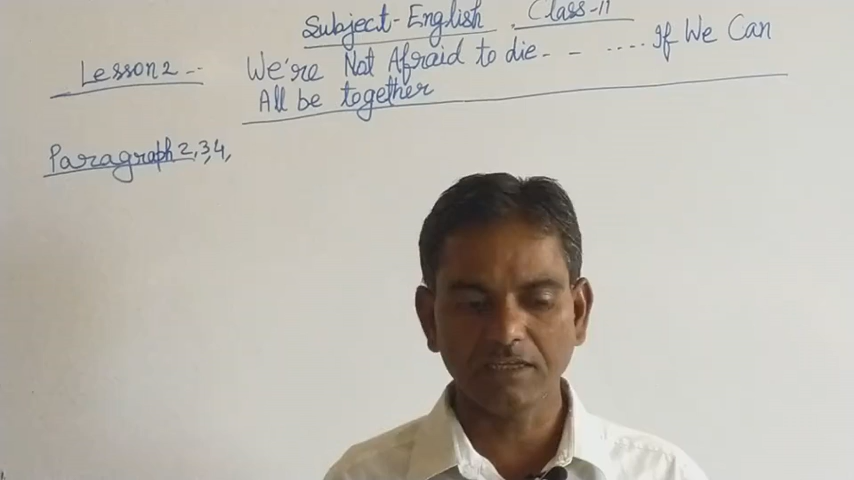 Subject-English . Class-11
Lesson 2 -- We're Not Afraid to die- - .... If We Can
All be together
Paragraph 2,3,4,